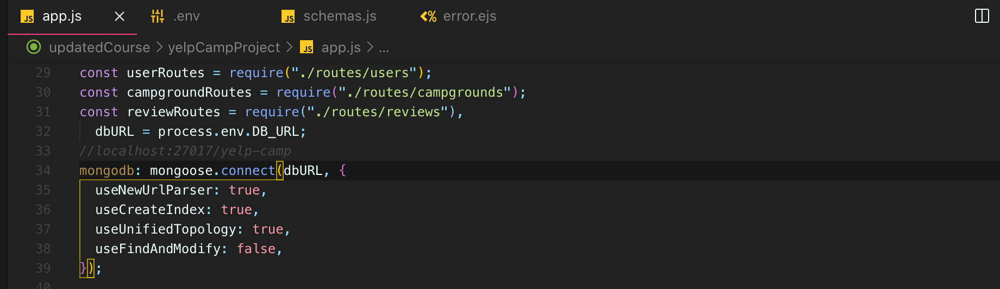 JS app.js × .env JS schemas.js <% error.ejs
updatedCourse > yelpCampProject > JS app.js > ...
29 const userRoutes = require("./routes/users");
30 const campgroundRoutes = require("./routes/campgrounds");
31 const reviewRoutes = require("./routes/reviews"),
32 dbURL = process.env.DB_URL;
33 //localhost:27017/yelp-camp
34 mongodb: mongoose.connect(dbURL, {
35 useNewUrlParser: true,
36 useCreateIndex: true,
37 useUnifiedTopology: true,
38 useFindAndModify: false,
39 });
40